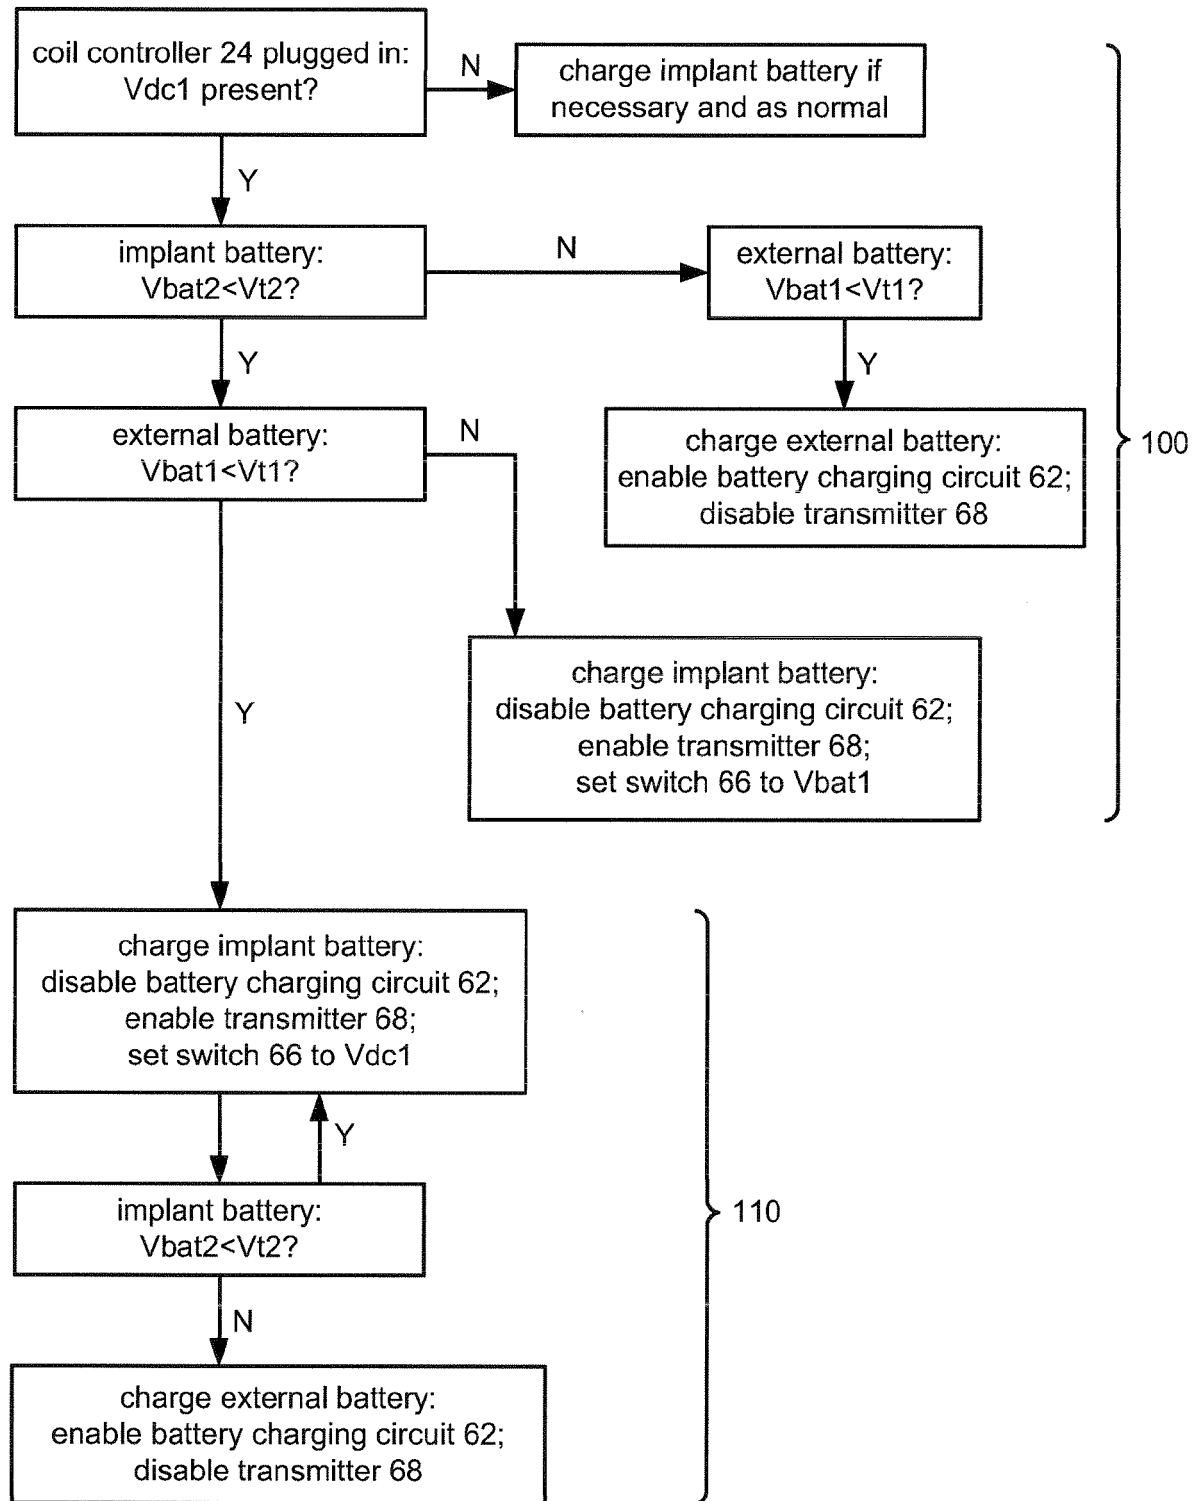 coil controller 24 plugged in:
Vdc1 present?
N
charge implant battery if
necessary and as normal
Y
implant battery:
Vbat2<Vt2?
N
external battery:
Vbat1<Vt1?
Y
Y
external battery:
Vbat1<Vt1?
N
charge external battery:
enable battery charging circuit 62;
disable transmitter 68
100
charge implant battery:
disable battery charging circuit 62;
enable transmitter 68;
set switch 66 to Vbat1
Y
charge implant battery:
disable battery charging circuit 62;
enable transmitter 68;
set switch 66 to Vdc1
Y
implant battery:
Vbat2<Vt2?
110
N
charge external battery:
enable battery charging circuit 62;
disable transmitter 68